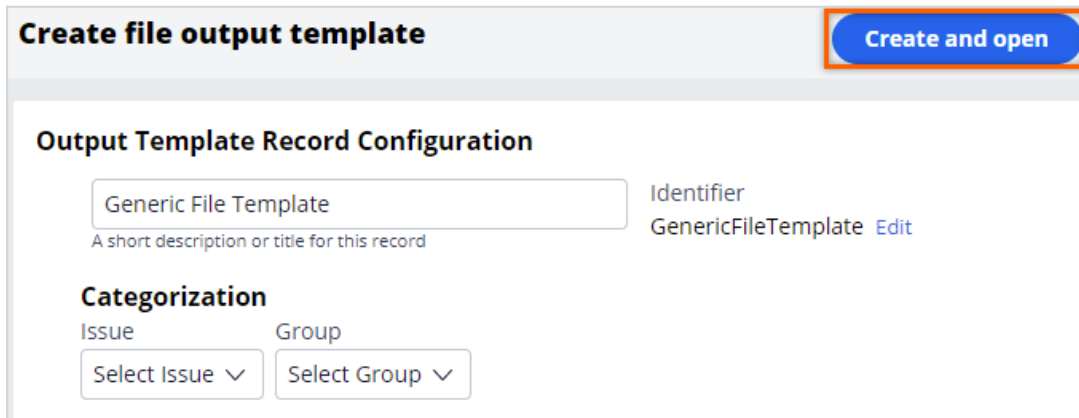 Create file output template
Create and open
Output Template Record Configuration
Generic File Template
A short description or title for this record
Identifier
GenericFileTemplate Edit
Categorization
Issue Group
Select Issue Select Group